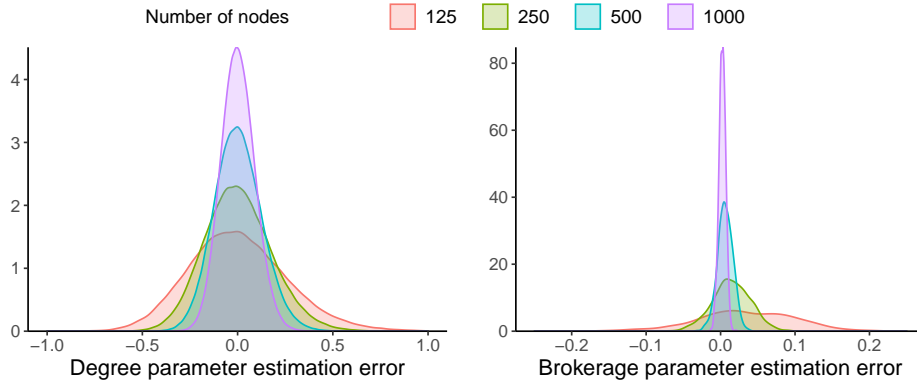 Number of nodes 125 250 500 1000
4
3
2
1
0
−1.0 −0.5 0.0 0.5 1.0
Degree parameter estimation error
80
60
40
20
0
−0.2 −0.1 0.0 0.1 0.2
Brokerage parameter estimation error